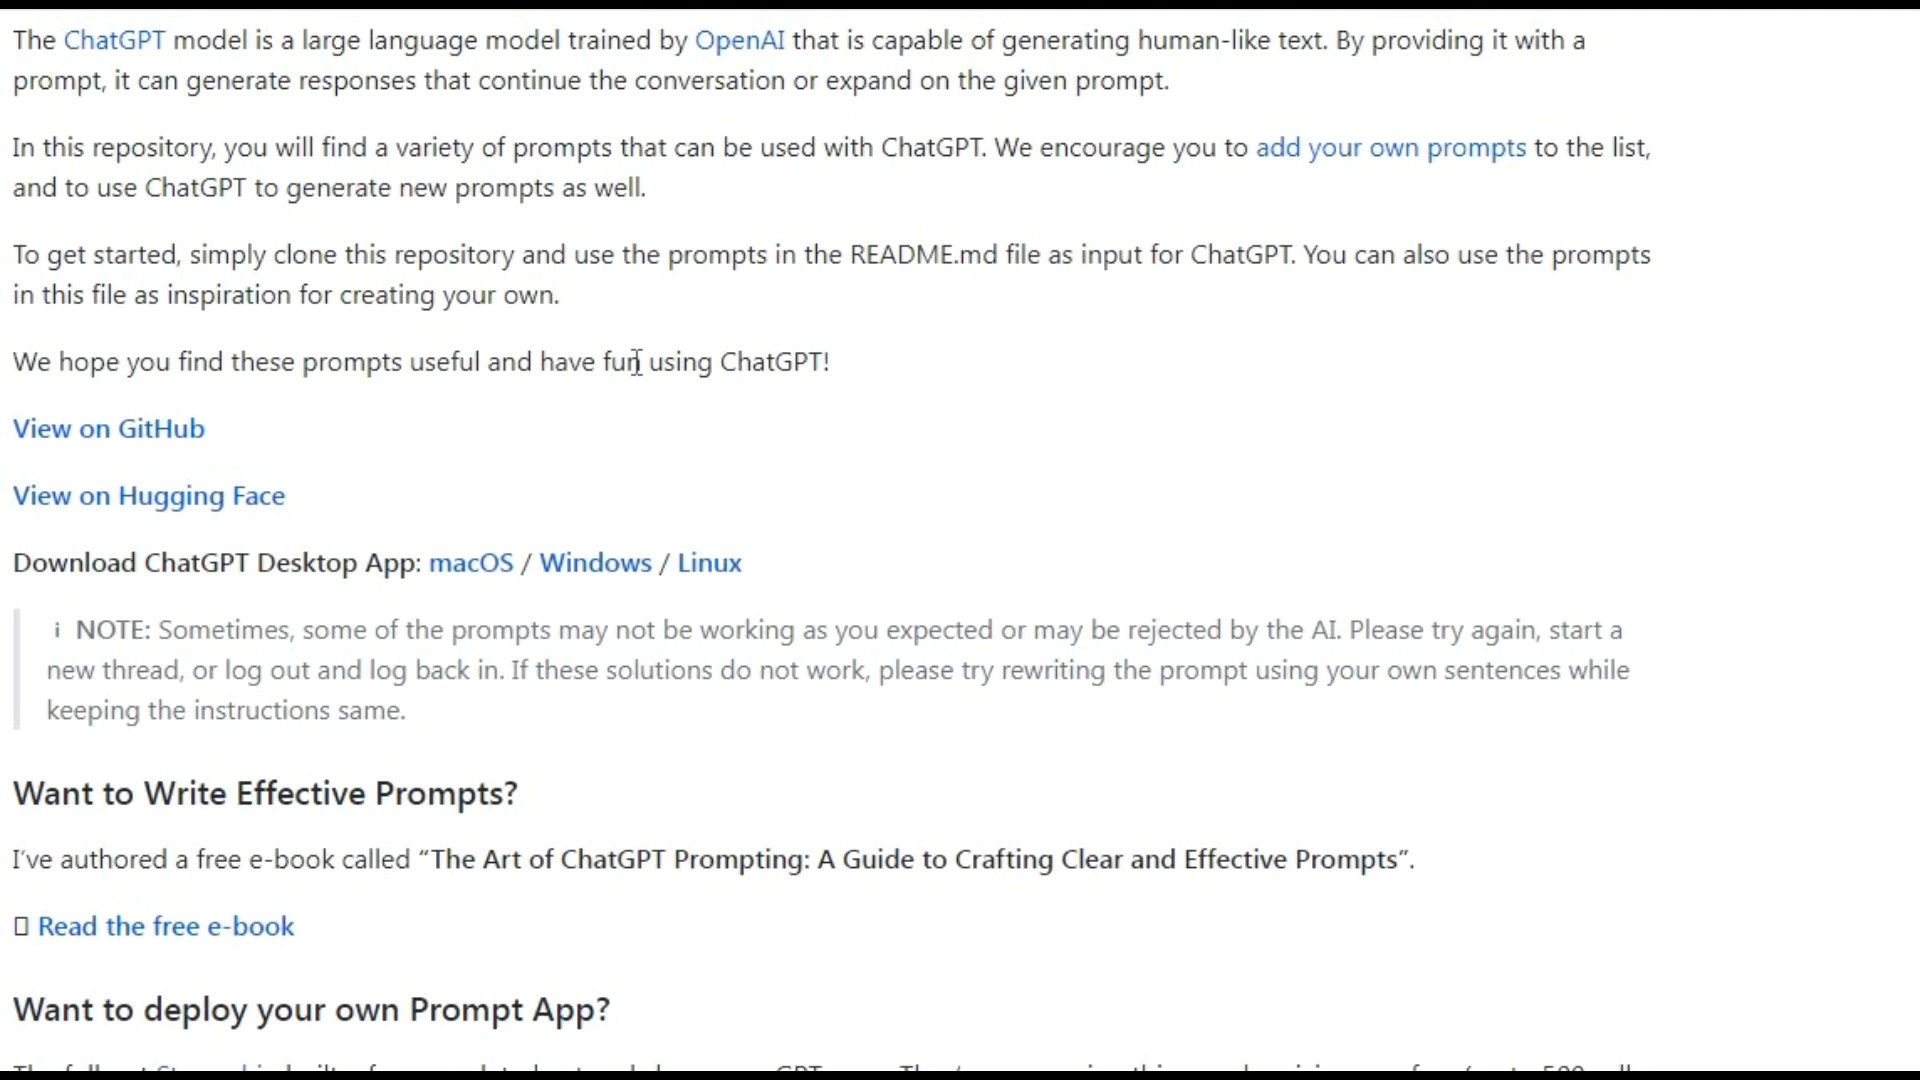 The ChatGPT model is a large language model trained by OpenAI that is capable of generating human-like text. By providing it with a
prompt, it can generate responses that continue the conversation or expand on the given prompt.
In this repository, you will find a variety of prompts that can be used with ChatGPT. We encourage you to add your own prompts to the list,
and to use ChatGPT to generate new prompts as well.
To get started, simply clone this repository and use the prompts in the README.md file as input for ChatGPT. You can also use the prompts
in this file as inspiration for creating your own.
We hope you find these prompts useful and have fun using ChatGPT!
View on GitHub
View on Hugging Face
Download ChatGPT Desktop App: macOS / Windows / Linux
ℹ NOTE: Sometimes, some of the prompts may not be working as you expected or may be rejected by the AI. Please try again, start a
new thread, or log out and log back in. If these solutions do not work, please try rewriting the prompt using your own sentences while
keeping the instructions same.
Want to Write Effective Prompts?
I’ve authored a free e-book called “The Art of ChatGPT Prompting: A Guide to Crafting Clear and Effective Prompts”.
Read the free e-book
Want to deploy your own Prompt App?